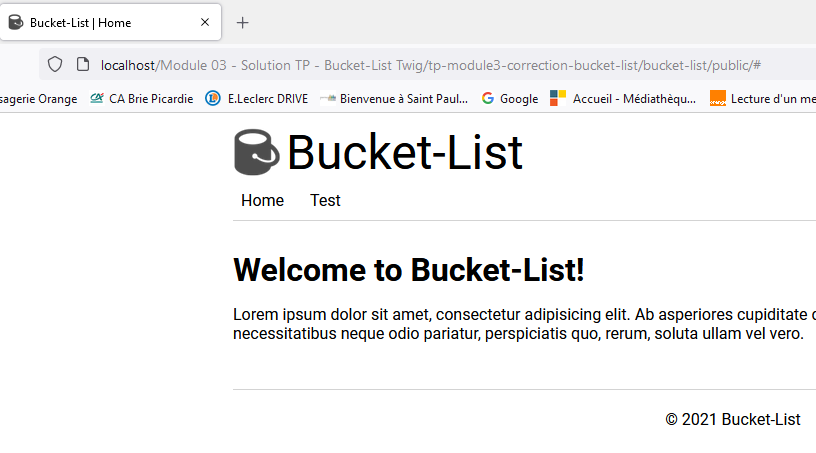 Bucket-List | Home
localhost/Module 03 - Solution TP - Bucket-List Twig/tp-module3-correction-bucket-list/bucket-list/public/#
sagerie Orange CA Brie Picardie E.Leclerc DRIVE Bienvenue à Saint Paul... Google Accueil - Médiathèqu... Lecture d'un me
Bucket-List
Home Test
Welcome to Bucket-List!
Lorem ipsum dolor sit amet, consectetur adipisicing elit. Ab asperiores cupiditate
necessitatibus neque odio pariatur, perspiciatis quo, rerum, soluta ullam vel vero.
© 2021 Bucket-List